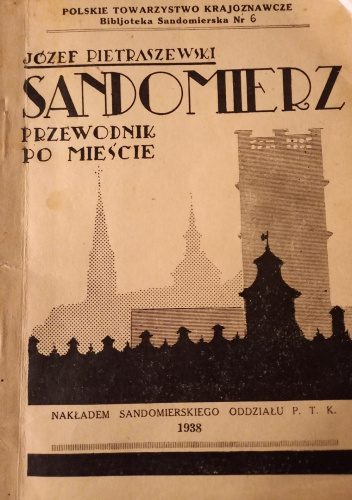 POLSKIE TOWARZYSTWO KRAJOZNAWCZE
Bibljoteka Sandomierska Nr 6
JÓZEF PIETRASZEWSKI
SANDOMIERZ
PRZEWODNIK
PO MIEŚCIE
NAKŁADEM SANDOMIERSKIEGO ODDZIAŁU P. T. K.
1938